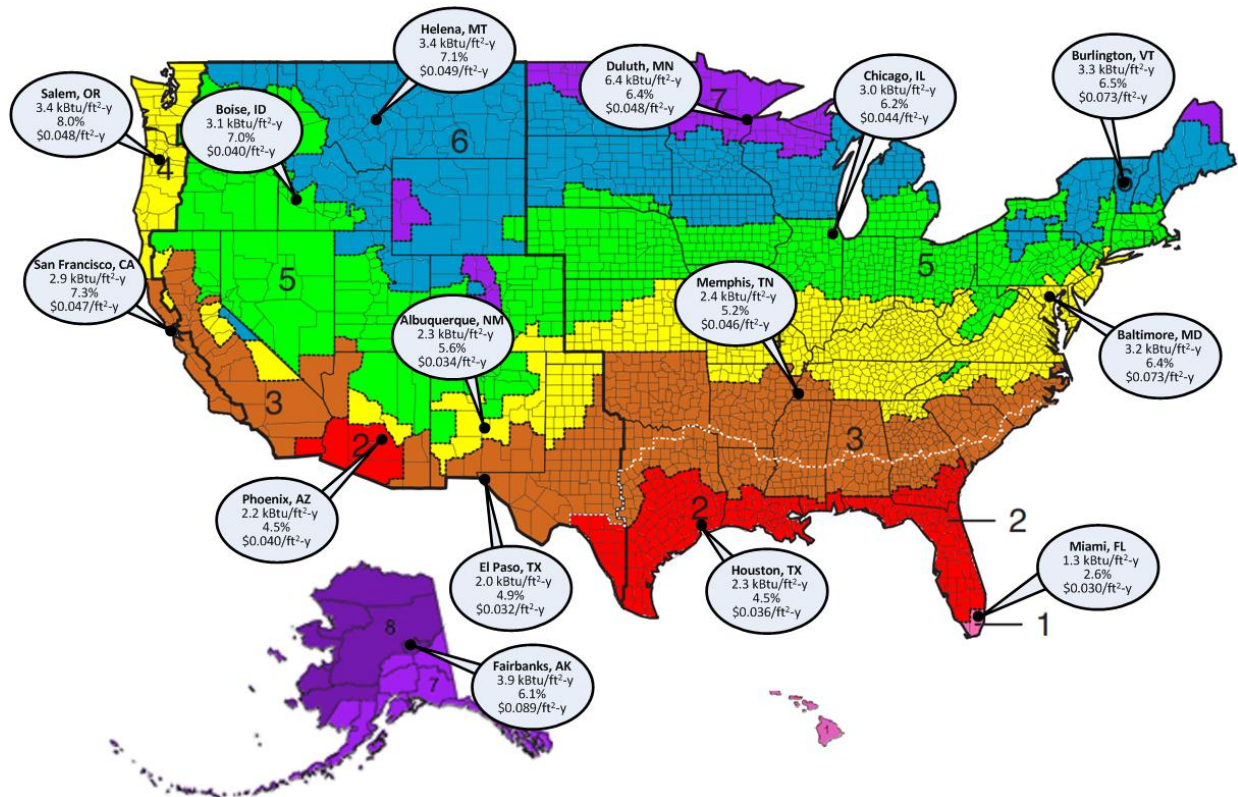 Helena, MT
3.4 kBtu/ft²-y
7.1%
$0.049/ft²-y
Duluth, MN
6.4 kBtu/ft²-y
6.4%
$0.048/ft²-y
Chicago, IL
3.0 kBtu/ft²-y
6.2%
$0.044/ft²-y
Burlington, VT
3.3 kBtu/ft²-y
6.5%
$0.073/ft²-y
Salem, OR
3.4 kBtu/ft²-y
8.0%
$0.048/ft²-y
Boise, ID
3.1 kBtu/ft²-y
7.0%
$0.040/ft²-y
7
6
4
6
San Francisco, CA
2.9 kBtu/ft²-y
7.3%
$0.047/ft²-y
5
5
Albuquerque, NM
2.3 kBtu/ft²-y
5.6%
$0.034/ft²-y
Memphis, TN
2.4 kBtu/ft²-y
5.2%
$0.046/ft²-y
Baltimore, MD
3.2 kBtu/ft²-y
6.4%
$0.073/ft²-y
3
2
3
Phoenix, AZ
2.2 kBtu/ft²-y
4.5%
$0.040/ft²-y
2
2
El Paso, TX
2.0 kBtu/ft²-y
4.9%
$0.032/ft²-y
Houston, TX
2.3 kBtu/ft²-y
4.5%
$0.036/ft²-y
Miami, FL
1.3 kBtu/ft²-y
2.6%
$0.030/ft²-y
1
8
7
Fairbanks, AK
3.9 kBtu/ft²-y
6.1%
$0.089/ft²-y
1